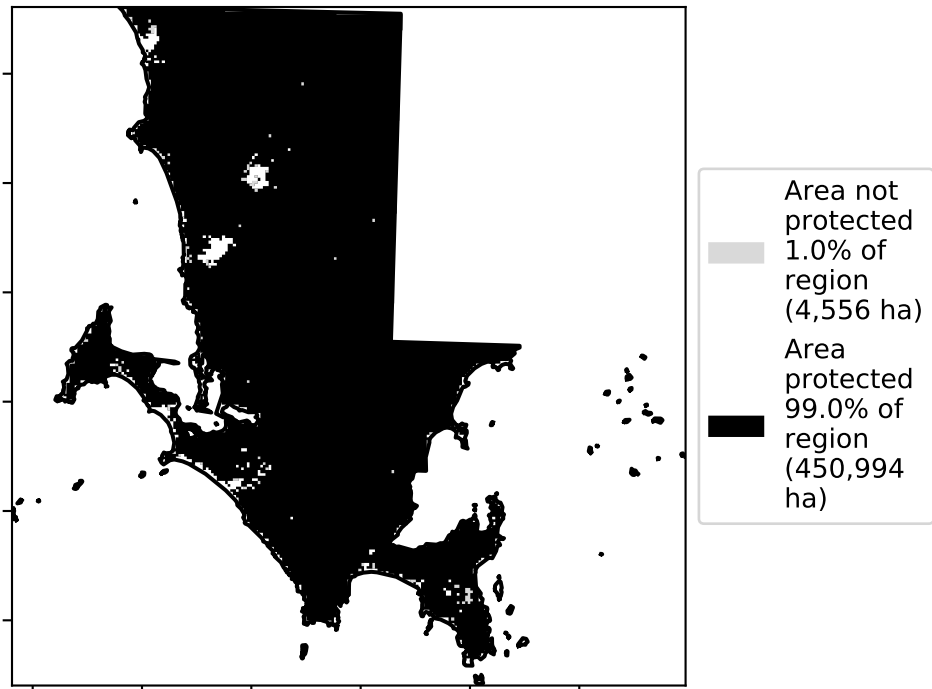 Area not
protected
1.0% of
region
(4,556 ha)
Area
protected
99.0% of
region
(450,994
ha)